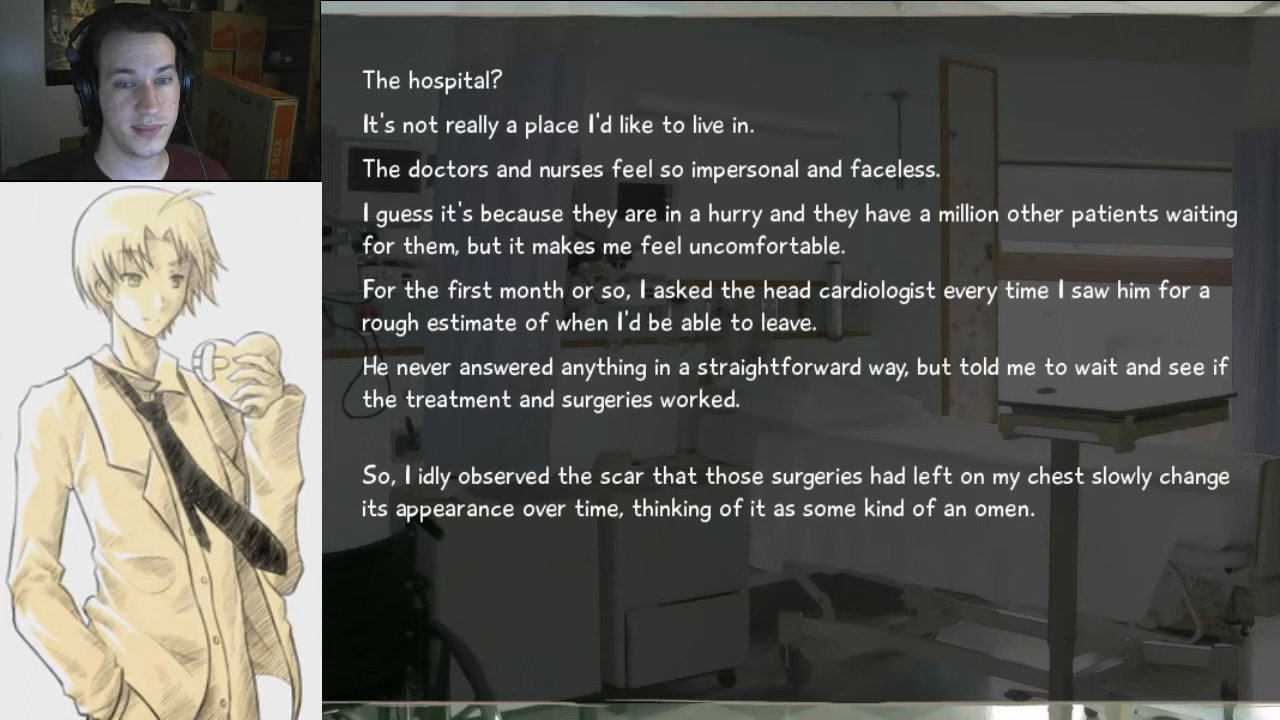 The hospital?
It's not really a place I'd like to live in.
The doctors and nurses feel so impersonal and faceless.
I guess it's because they are in a hurry and they have a million other patients waiting
for them, but it makes me feel uncomfortable.
For the first month or so, I asked the head cardiologist every time I saw him for a
rough estimate of when I'd be able to leave.
He never answered anything in a straightforward way, but told me to wait and see if
the treatment and surgeries worked.
So, I idly observed the scar that those surgeries had left on my chest slowly change
its appearance over time, thinking of it as some kind of an omen.